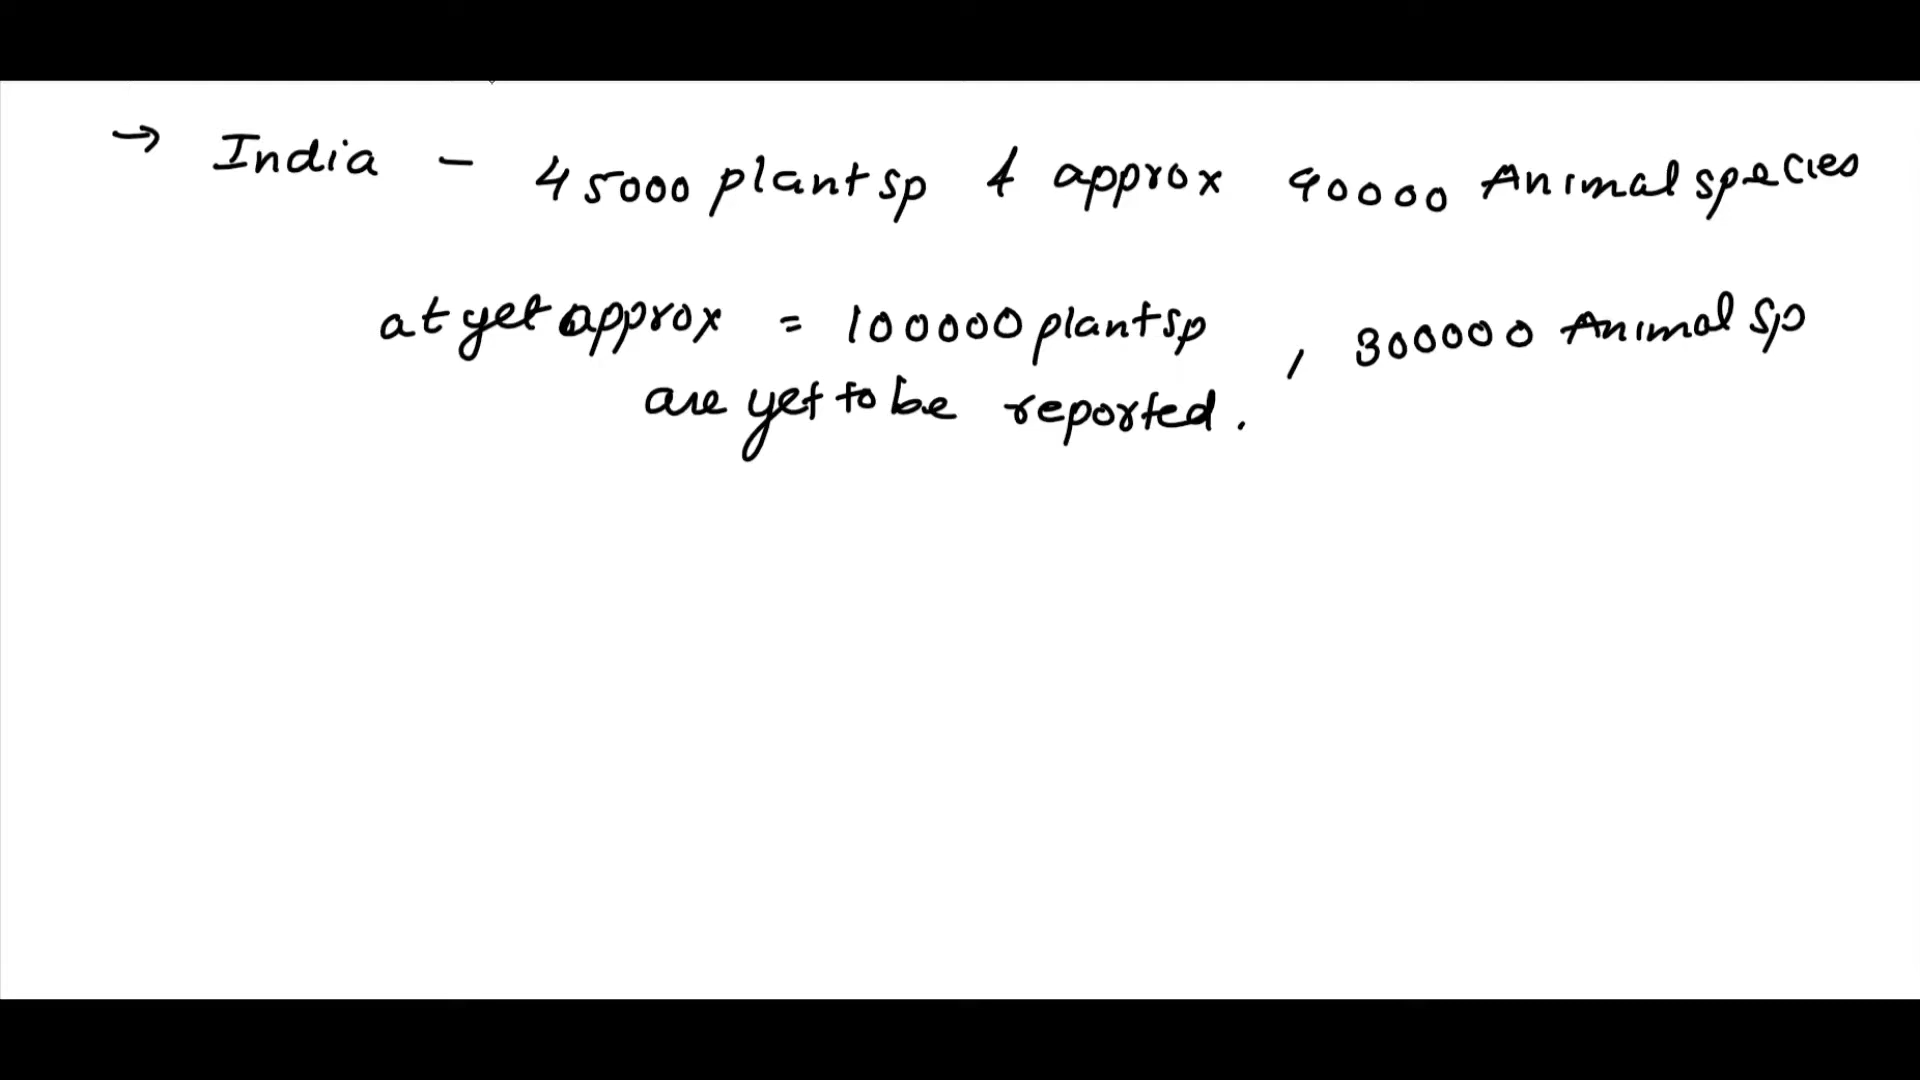 → India - 45000 plant sp & approx 90000 Animal species
at yet approx = 100000 plant sp , 300000 Animal sp
are yet to be reported.